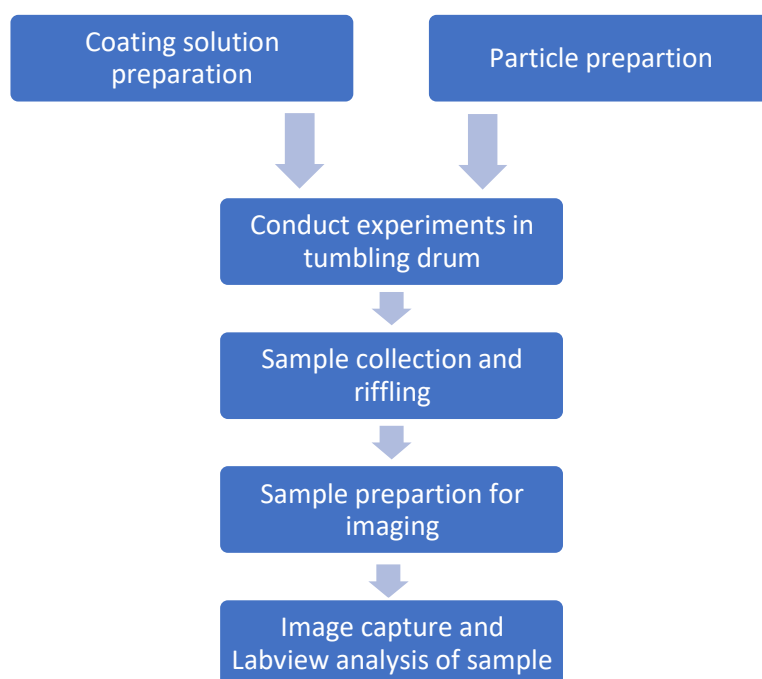 Coating solution
preparation
Particle prepartion
Conduct experiments in
tumbling drum
Sample collection and
riffling
Sample prepartion for
imaging
Image capture and
Labview analysis of sample